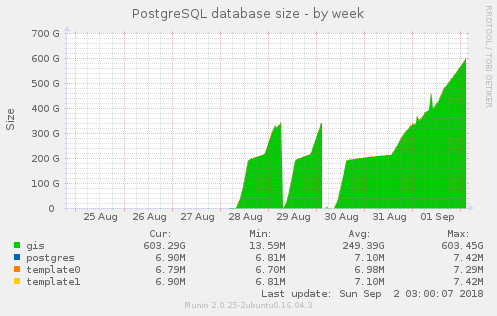 PostgreSQL database size - by week
RRDTOOL / TOBI OETIKER
Size
700 G
600 G
500 G
400 G
300 G
200 G
100 G
0
25 Aug 26 Aug 27 Aug 28 Aug 29 Aug 30 Aug 31 Aug 01 Sep
Cur: Min: Avg: Max:
gis 603.29G 13.59M 249.39G 603.45G
postgres 6.90M 6.81M 7.10M 7.42M
template0 6.79M 6.70M 6.98M 7.29M
template1 6.90M 6.81M 7.10M 7.42M
Last update: Sun Sep 2 03:00:07 2018
Munin 2.0.25-2ubuntu0.16.04.3